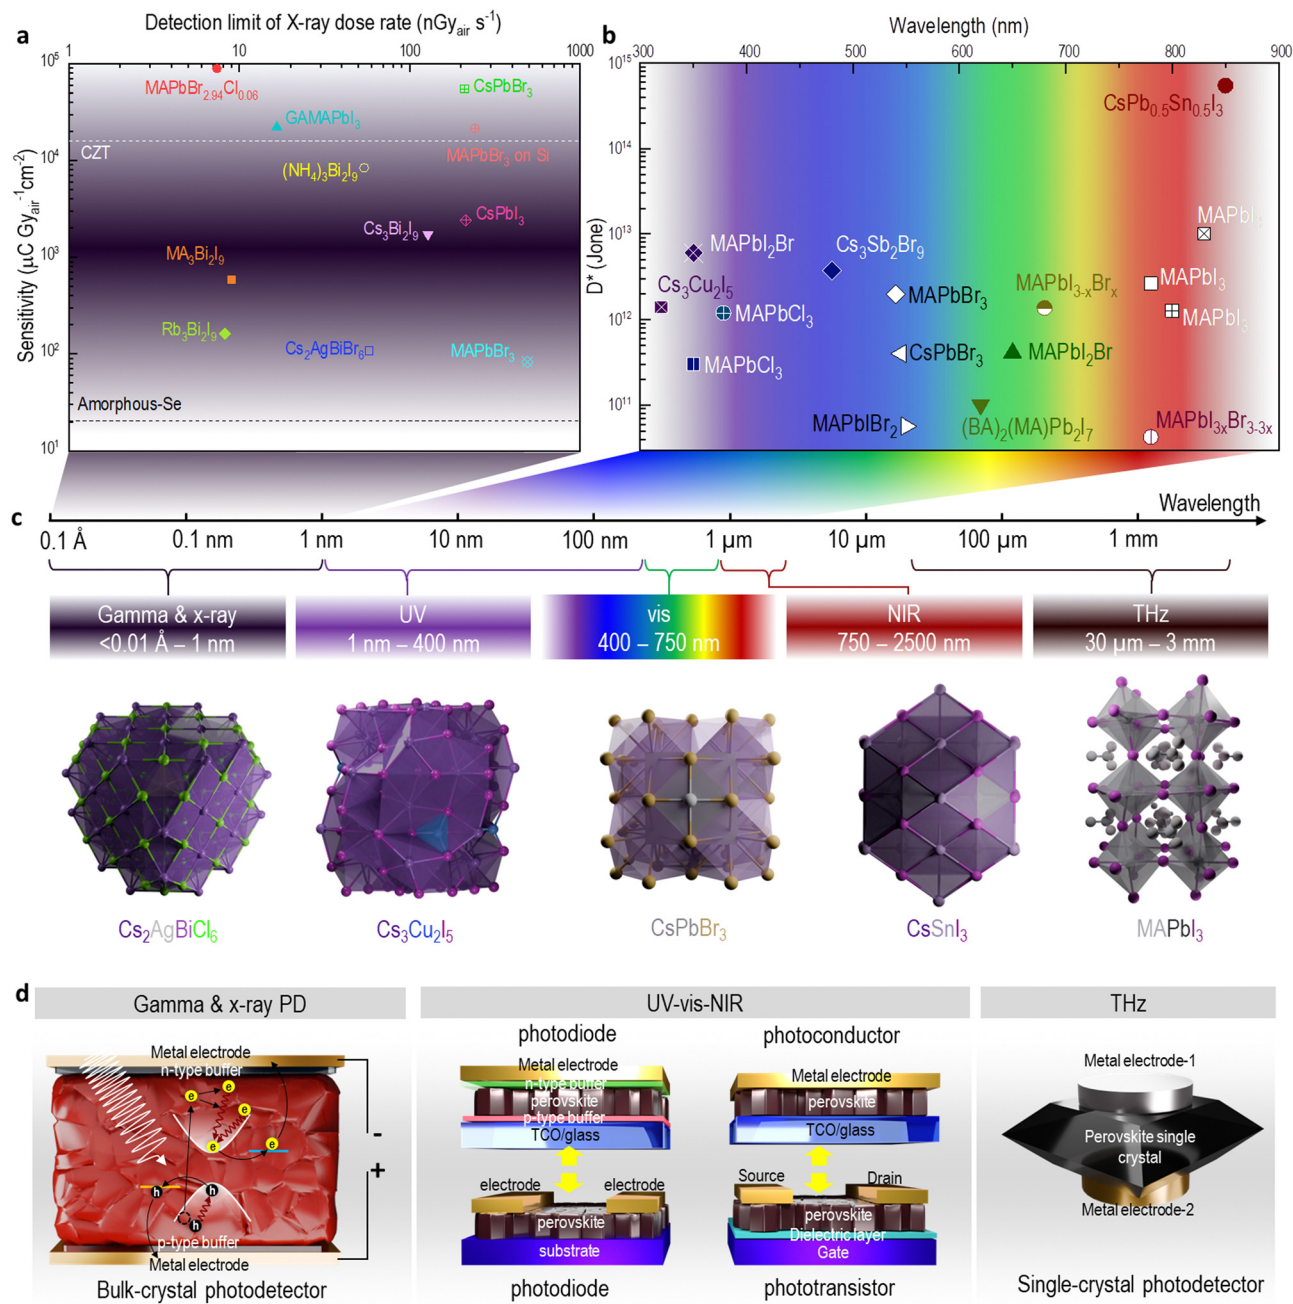 a
Detection limit of X-ray dose rate (nGy_air s⁻¹)
1 10 100 1000
Sensitivity (µC Gy_air⁻¹cm⁻²)
10⁵
10⁴
10³
10²
10¹
MAPbBr₂.₉₄Cl₀.₀₆
CsPbBr₃
GAMAPbI₃
CZT
MAPbBr₃ on Si
(NH₄)₃Bi₂I₉
CsPbI₃
Cs₃Bi₂I₉
MA₃Bi₂I₉
Rb₃Bi₂I₉
Cs₂AgBiBr₆
MAPbBr₃
Amorphous-Se
b
Wavelength (nm)
300 400 500 600 700 800 900
D* (Jone)
10¹⁵
10¹⁴
10¹³
10¹²
10¹¹
CsPb₀.₅Sn₀.₅I₃
MAPbI
MAPbI₂Br
Cs₃Sb₂Br₉
Cs₃Cu₂I₅
MAPbBr₃
MAPbI₃₋ₓBrₓ
MAPbI₃
MAPbCl₃
MAPbI₃
MAPbCl₃
CsPbBr₃
MAPbI₂Br
MAPbIBr₂
(BA)₂(MA)Pb₂I₇
MAPbI₃ₓBr₃₋₃ₓ
c
Wavelength
0.1 Å 0.1 nm 1 nm 10 nm 100 nm 1 µm 10 µm 100 µm 1 mm
Gamma & x-ray
<0.01 Å – 1 nm
UV
1 nm – 400 nm
vis
400 – 750 nm
NIR
750 – 2500 nm
THz
30 µm – 3 mm
Cs₂AgBiCl₆
Cs₃Cu₂I₅
CsPbBr₃
CsSnI₃
MAPbI₃
d
Gamma & x-ray PD
Metal electrode
n-type buffer
e
e
e
e
e
-
+
h
h
h
p-type buffer
Metal electrode
Bulk-crystal photodetector
UV-vis-NIR
photodiode
Metal electrode
n-type buffer
perovskite
p-type buffer
TCO/glass
electrode electrode
perovskite
substrate
photodiode
photoconductor
Metal electrode
perovskite
TCO/glass
Source Drain
perovskite
Dielectric layer
Gate
phototransistor
THz
Metal electrode-1
Perovskite single
crystal
Metal electrode-2
Single-crystal photodetector